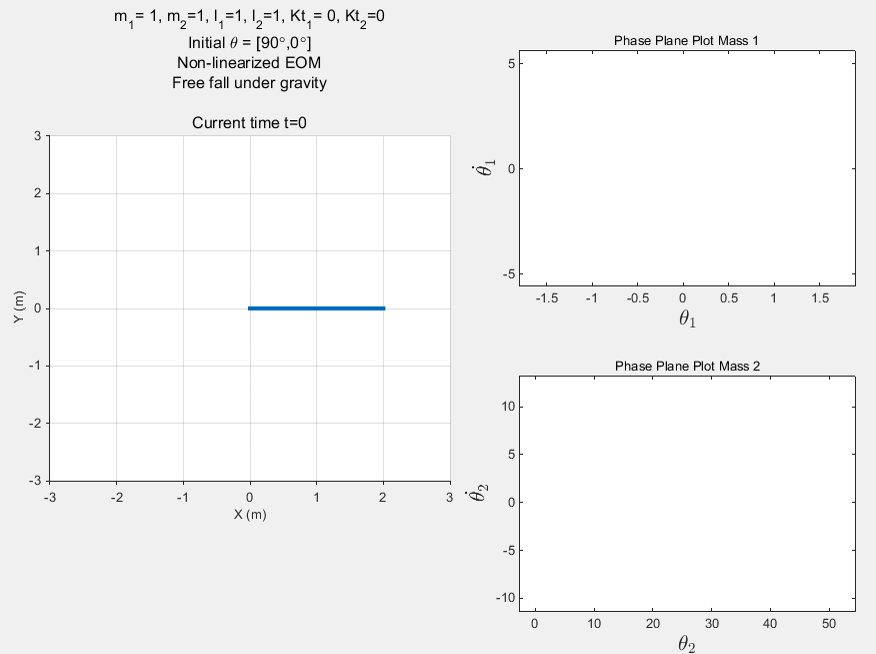 m₁= 1, m₂=1, l₁=1, l₂=1, Kt₁= 0, Kt₂=0
Initial θ = [90°,0°]
Non-linearized EOM
Free fall under gravity
Current time t=0
3
2
1
0
-1
-2
-3
Y (m)
-3 -2 -1 0 1 2 3
X (m)
Phase Plane Plot Mass 1
5
0
-5
θ̇₁
-1.5 -1 -0.5 0 0.5 1 1.5
θ₁
Phase Plane Plot Mass 2
10
5
0
-5
-10
θ̇₂
0 10 20 30 40 50
θ₂